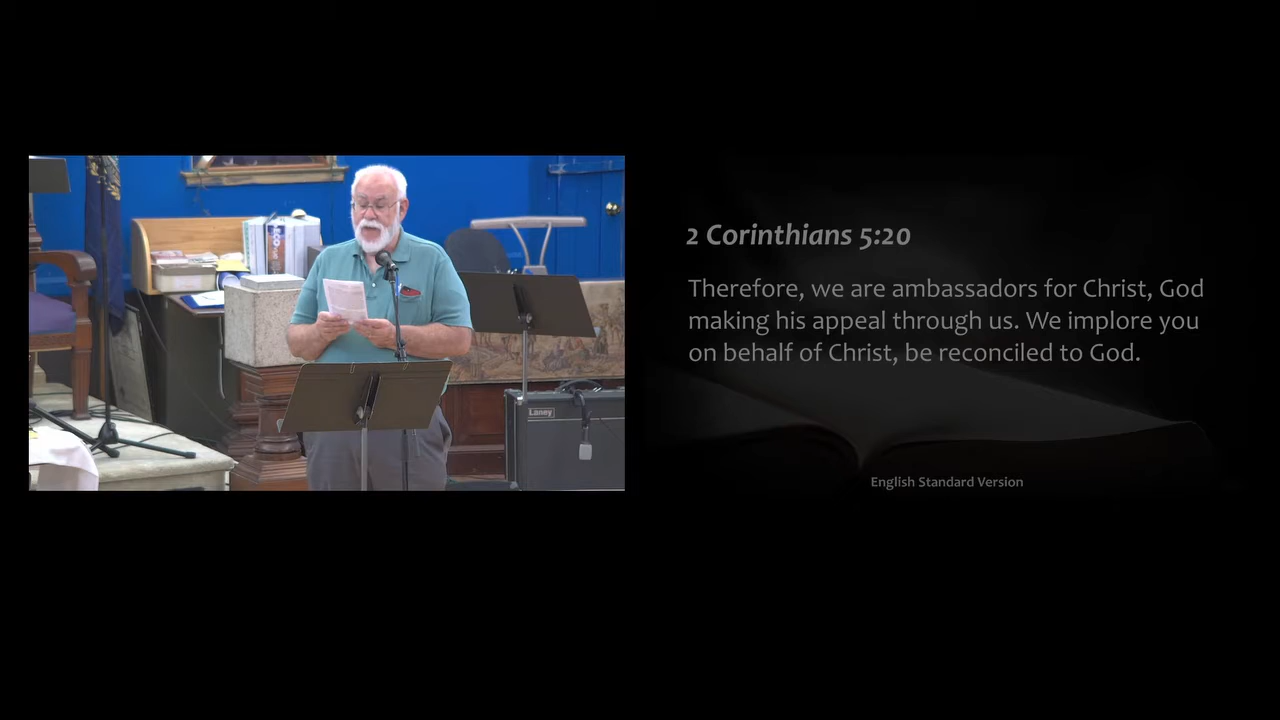 2 Corinthians 5:20
Therefore, we are ambassadors for Christ, God
making his appeal through us. We implore you
on behalf of Christ, be reconciled to God.
English Standard Version
Laney